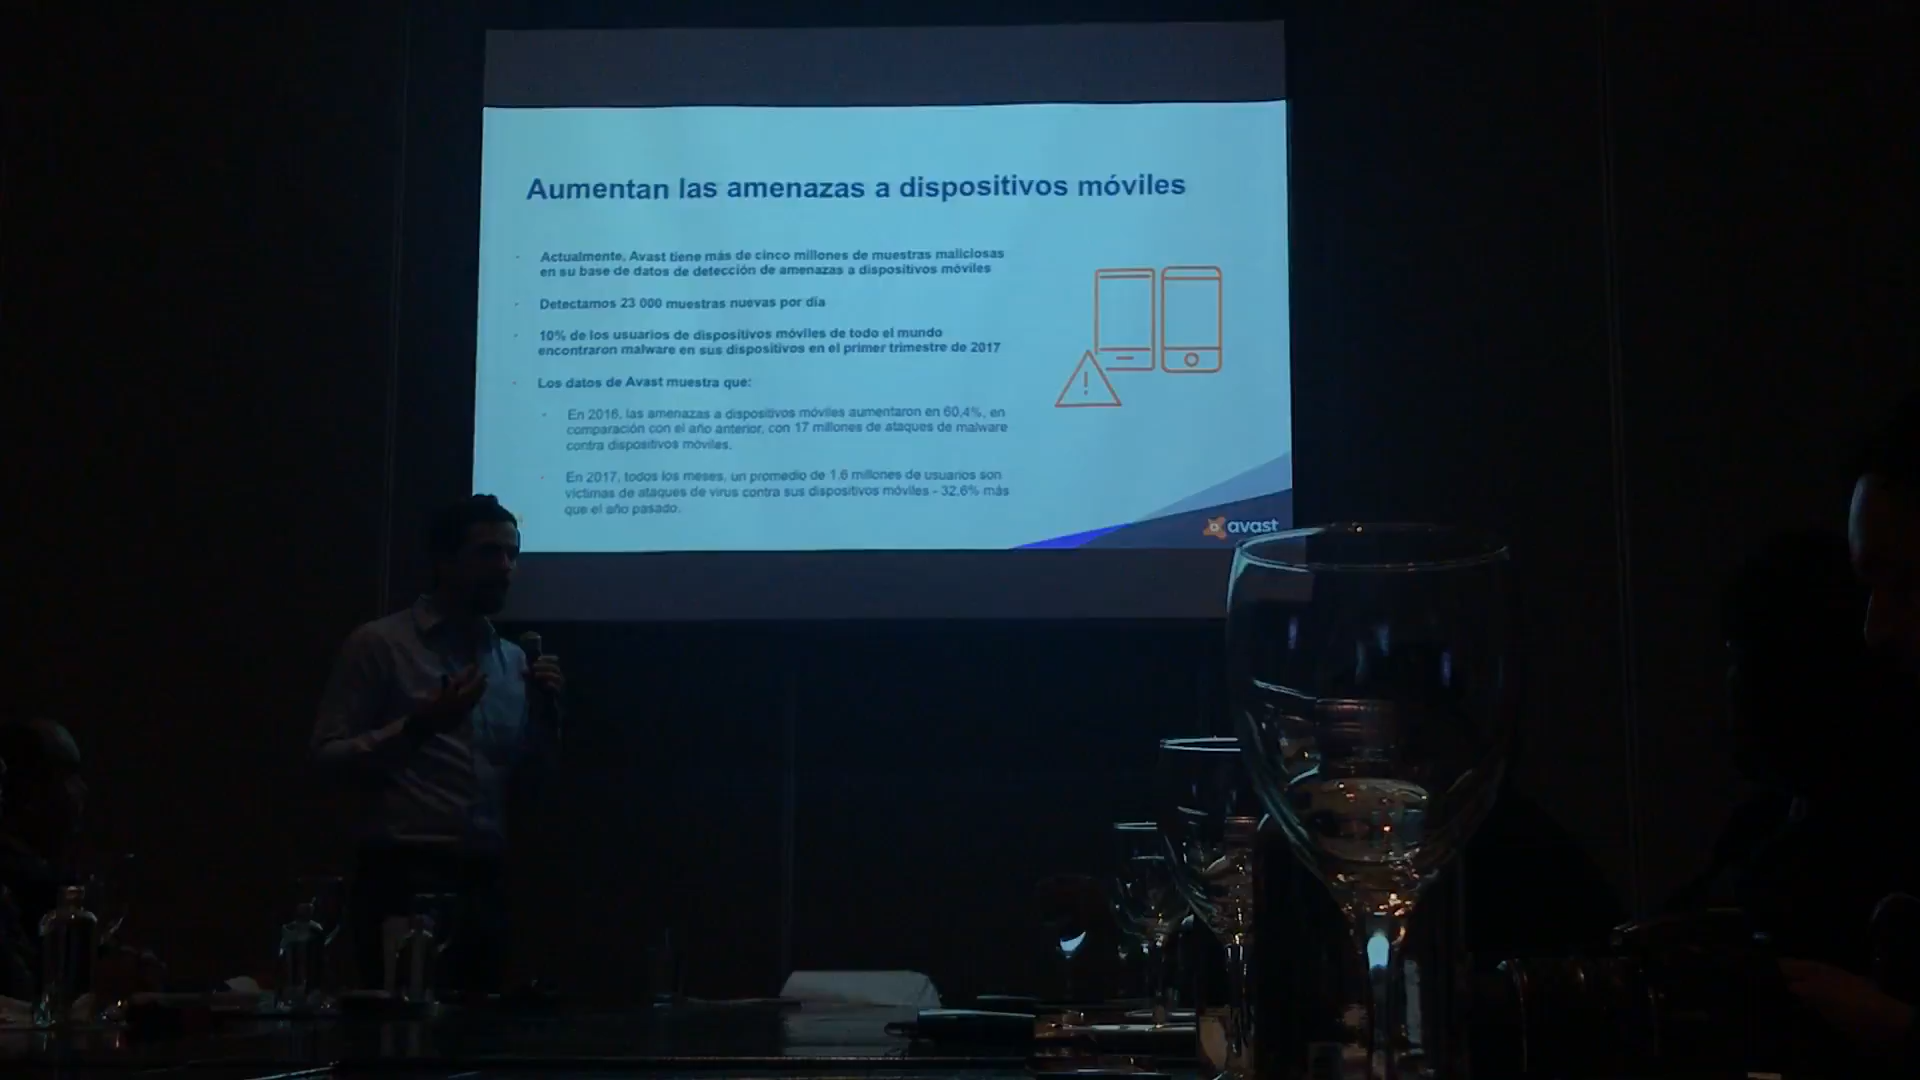 Aumentan las amenazas a dispositivos móviles
Actualmente, Avast tiene más de cinco millones de muestras maliciosas
en su base de datos de detección de amenazas a dispositivos móviles
Detectamos 23 000 muestras nuevas por día
10% de los usuarios de dispositivos móviles de todo el mundo
encontraron malware en sus dispositivos en el primer trimestre de 2017
Los datos de Avast muestra que:
En 2016, las amenazas a dispositivos móviles aumentaron en 60,4%, en
comparación con el año anterior, con 17 millones de ataques de malware
contra dispositivos móviles.
En 2017, todos los meses, un promedio de 1.6 millones de usuarios son
víctimas de ataques de virus contra sus dispositivos móviles - 32,6% más
que el año pasado.
avast